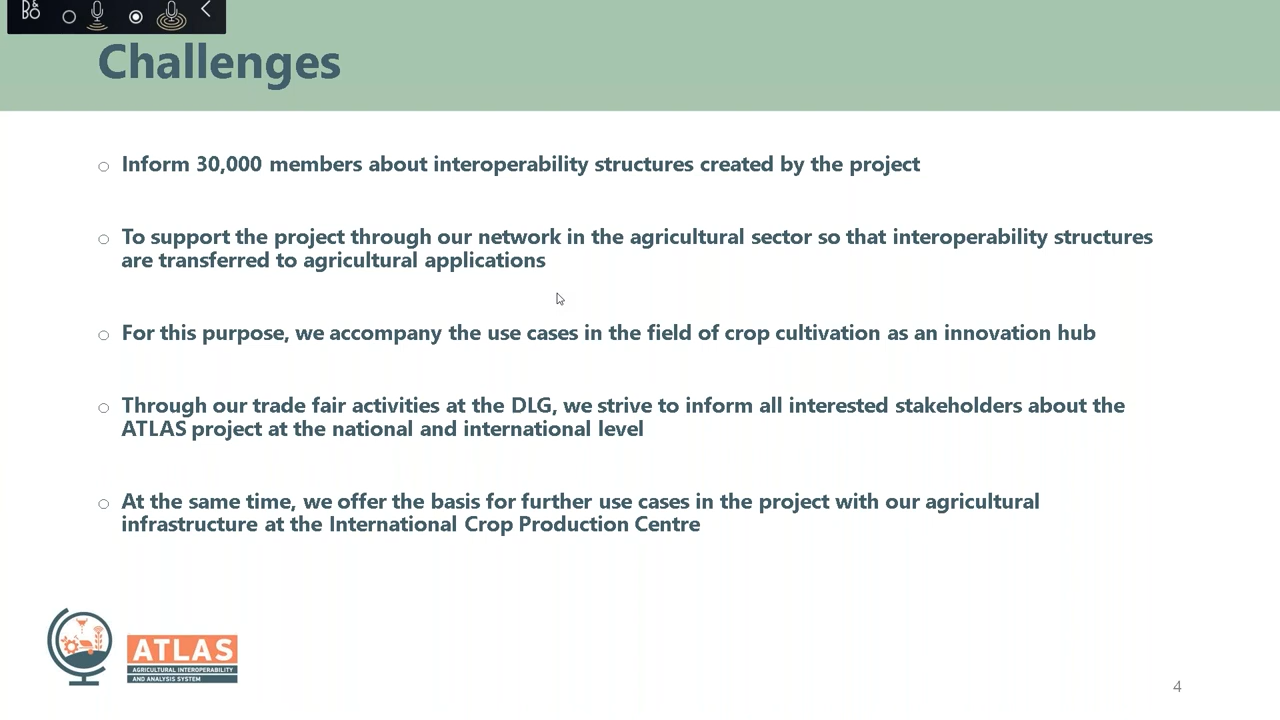 Challenges
Inform 30,000 members about interoperability structures created by the project
To support the project through our network in the agricultural sector so that interoperability structures
are transferred to agricultural applications
For this purpose, we accompany the use cases in the field of crop cultivation as an innovation hub
Through our trade fair activities at the DLG, we strive to inform all interested stakeholders about the
ATLAS project at the national and international level
At the same time, we offer the basis for further use cases in the project with our agricultural
infrastructure at the International Crop Production Centre
ATLAS
AGRICULTURAL INTEROPERABILITY
AND ANALYSIS SYSTEM
4